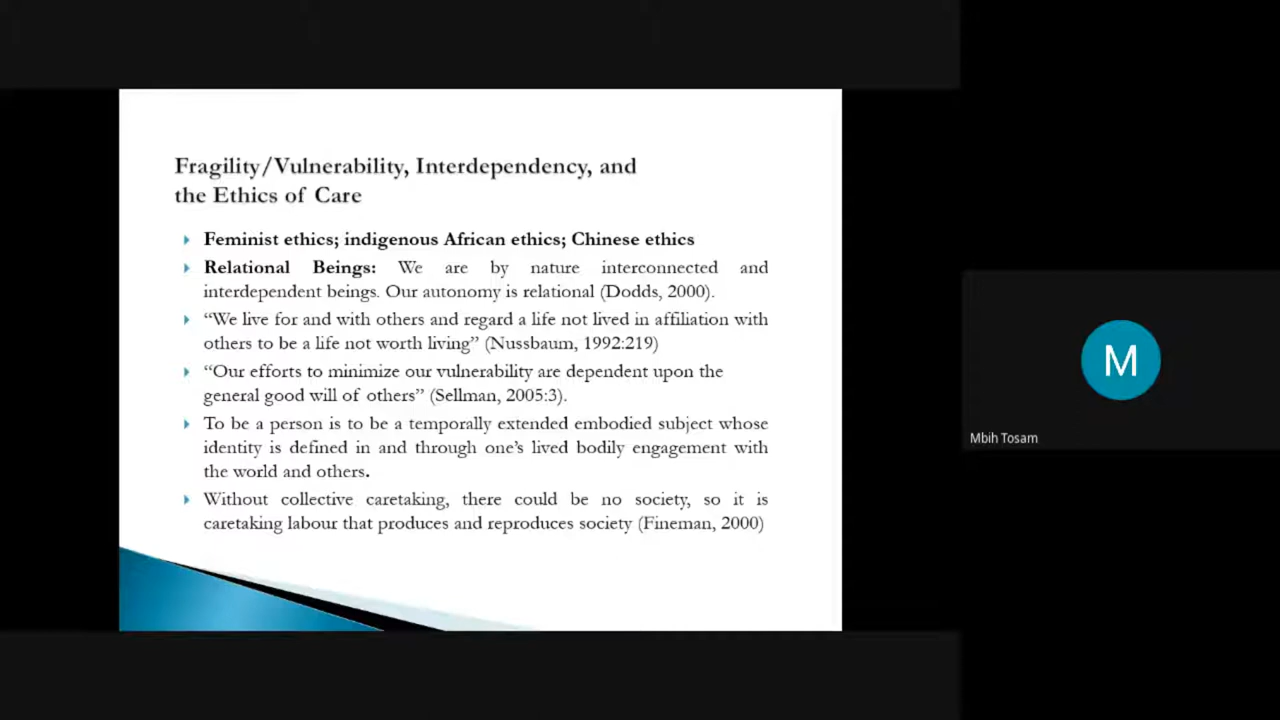 Fragility/Vulnerability, Interdependency, and
the Ethics of Care
Feminist ethics; indigenous African ethics; Chinese ethics
Relational Beings: We are by nature interconnected and
interdependent beings. Our autonomy is relational (Dodds, 2000).
“We live for and with others and regard a life not lived in affiliation with
others to be a life not worth living” (Nussbaum, 1992:219)
“Our efforts to minimize our vulnerability are dependent upon the
general good will of others” (Sellman, 2005:3).
To be a person is to be a temporally extended embodied subject whose
identity is defined in and through one’s lived bodily engagement with
the world and others.
Without collective caretaking, there could be no society, so it is
caretaking labour that produces and reproduces society (Fineman, 2000)
M
Mbih Tosam